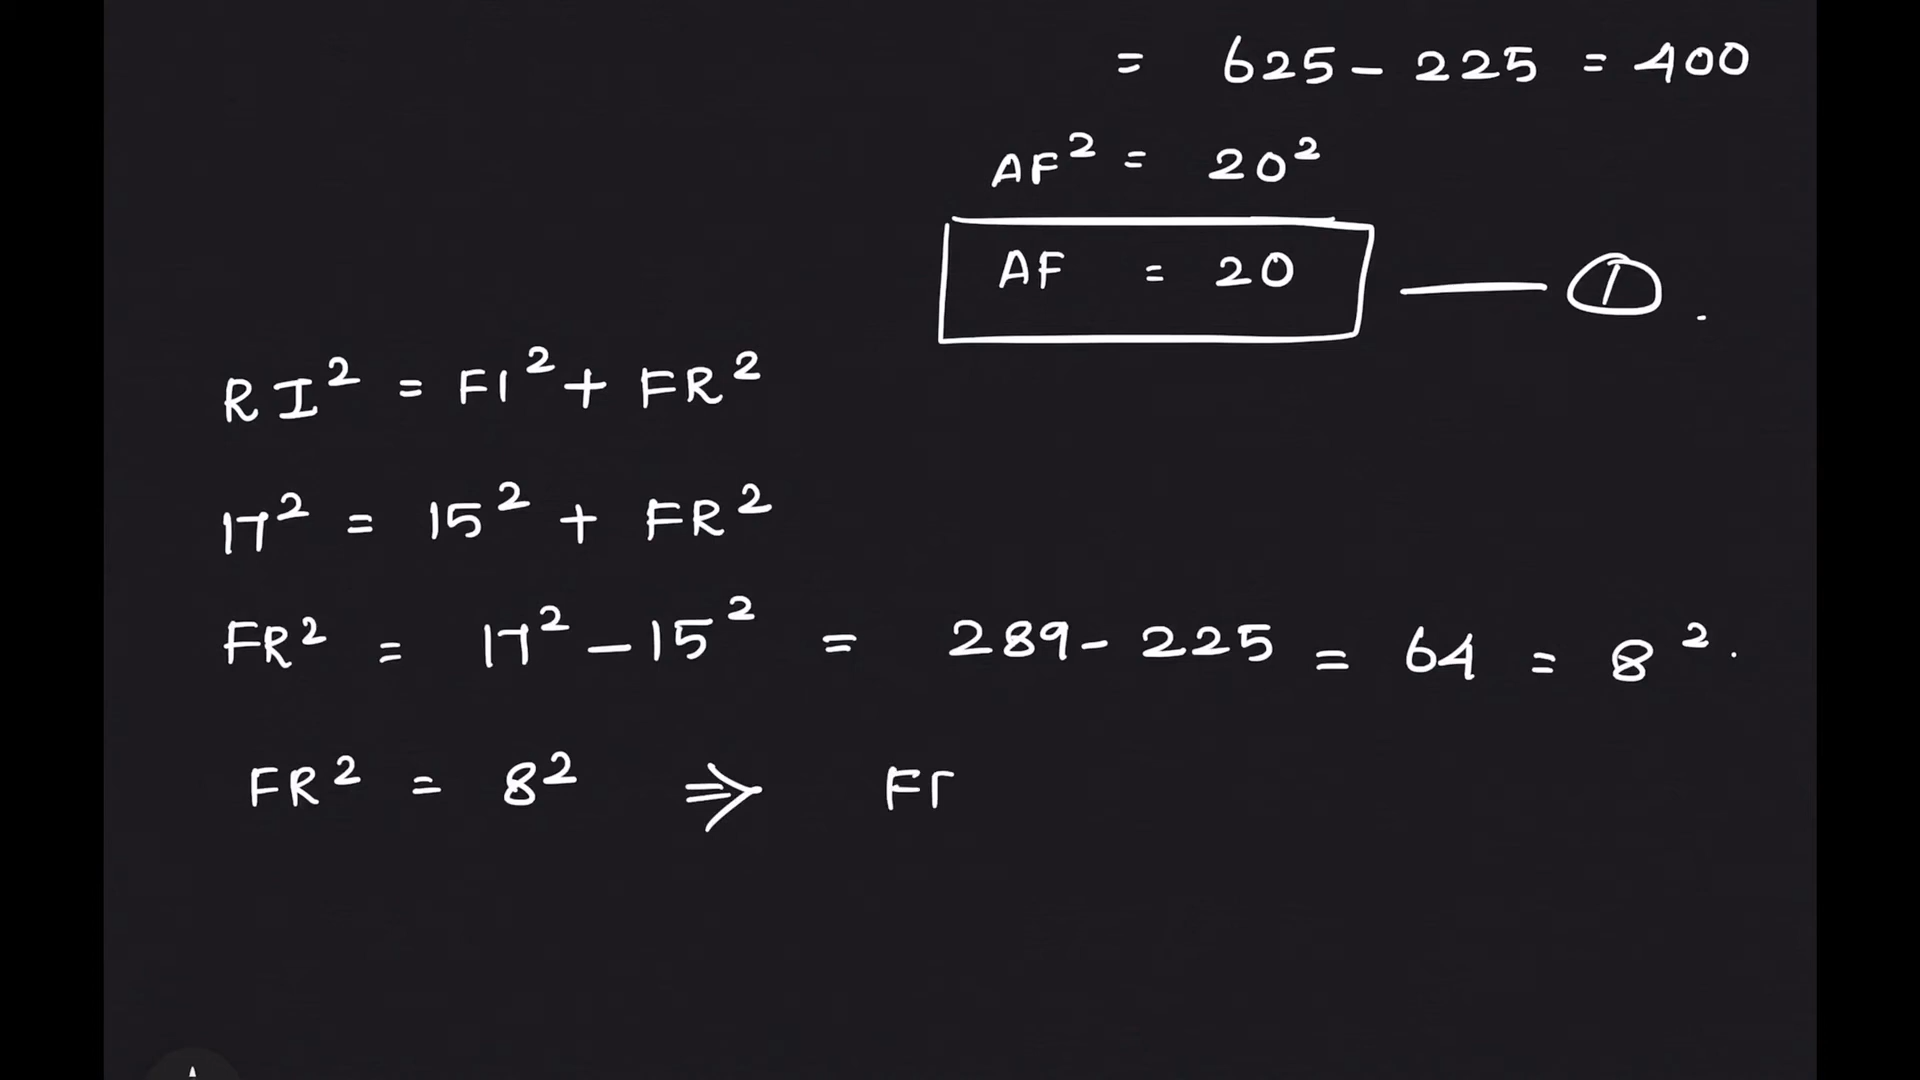 = 625 - 225 = 400
AF² = 20²
AF = 20 — ①.
RI² = FI² + FR²
17² = 15² + FR²
FR² = 17² - 15² = 289 - 225 = 64 = 8².
FR² = 8² ⇒ FΓ